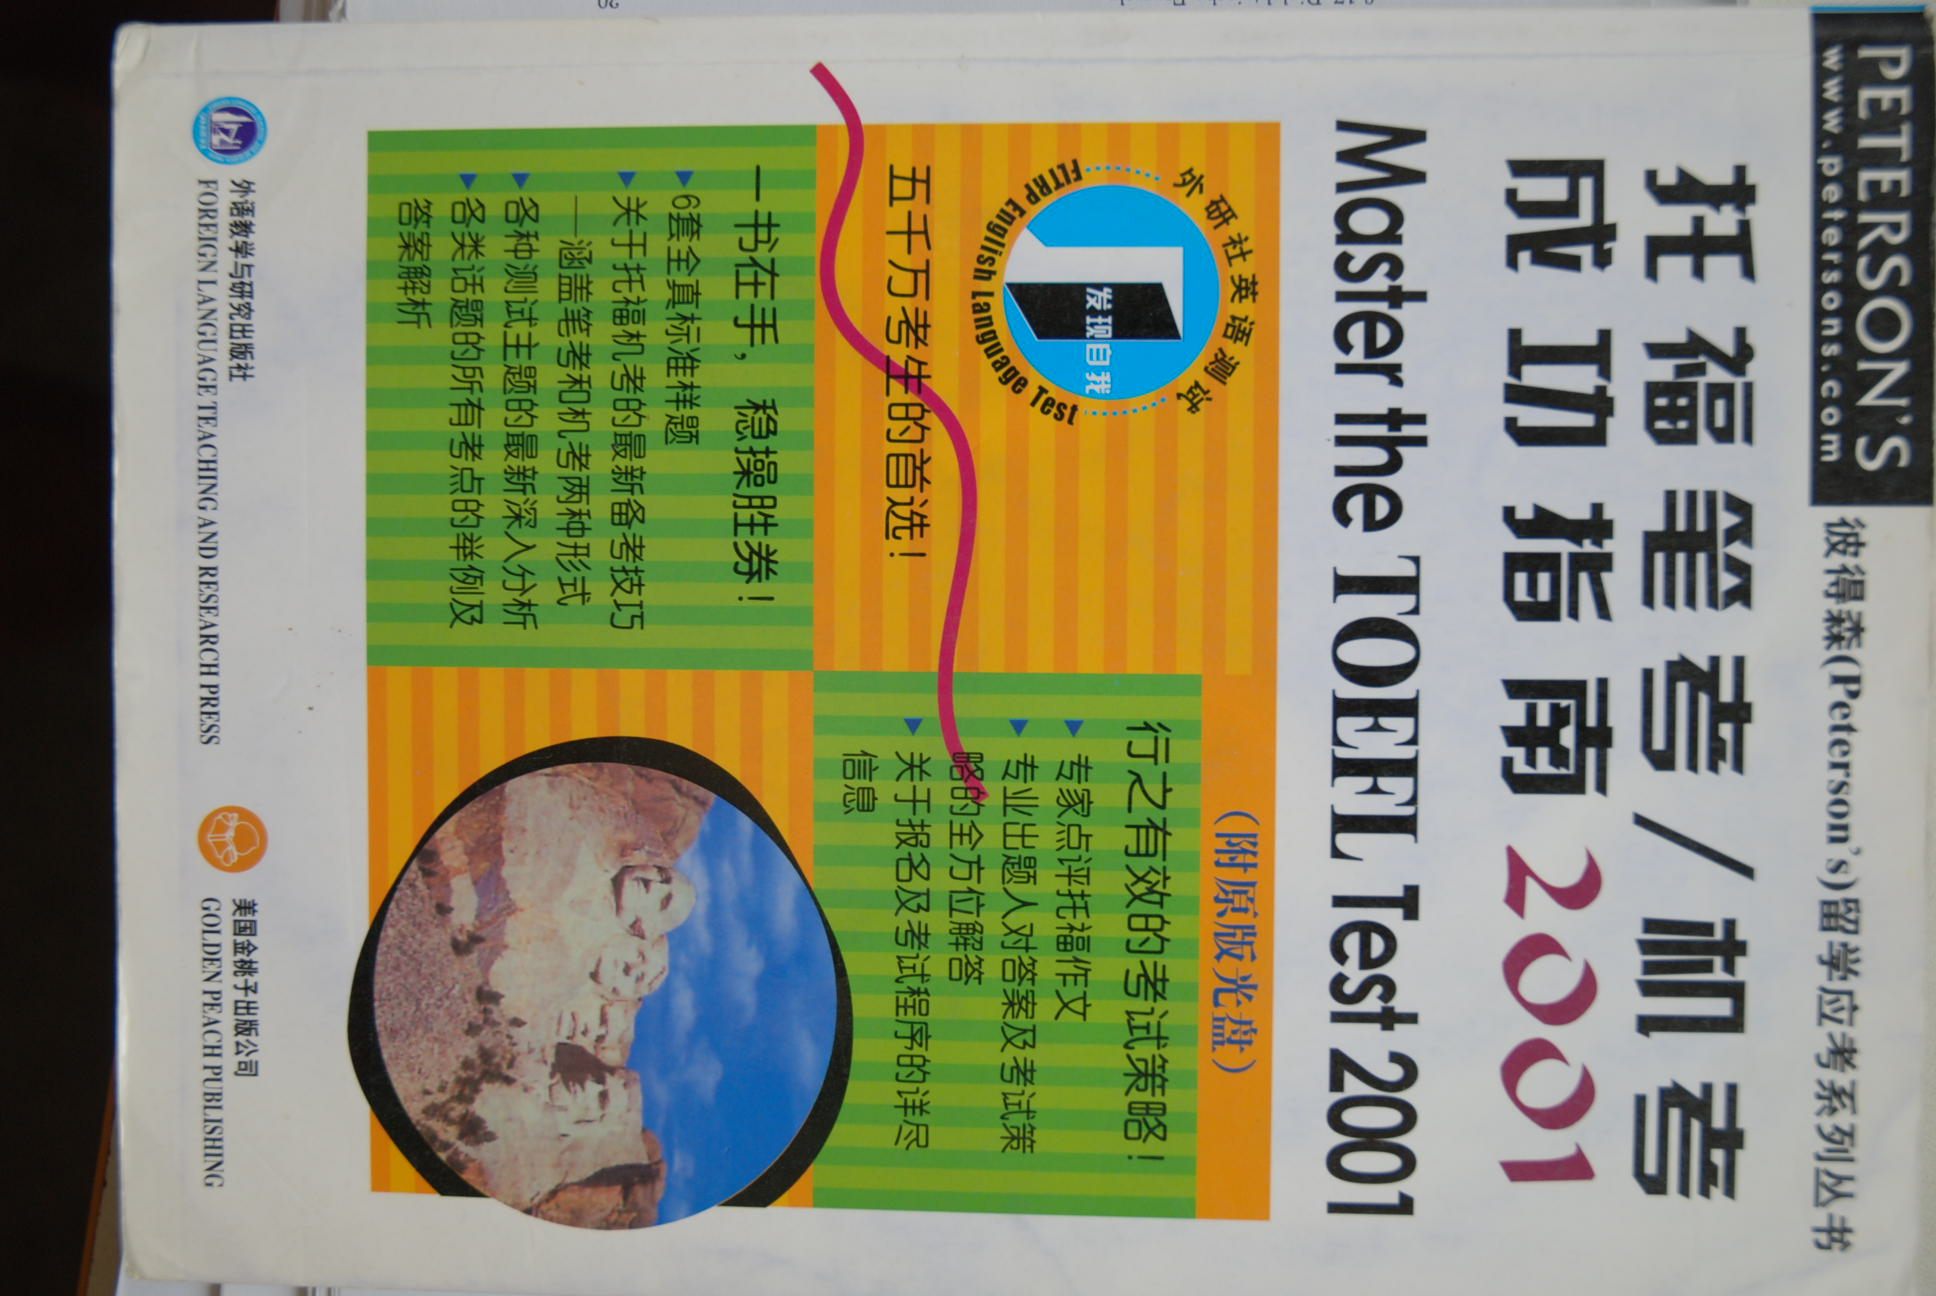 PETERSON'S
www.petersons.com
彼得森(Peterson's)留学应考系列丛书
托福笔考/机考
成功指南2001
Master the TOEFL Test 2001
(附原版光盘)
外研社英语测试
发现自我
FLTRP English Language Test
五千万考生的首选!
行之有效的考试策略!
专家点评托福作文
专业出题人对答案及考试策
略的全方位解答
关于报名及考试程序的详尽
信息
一书在手,稳操胜券!
6套全真标准样题
关于托福机考的最新备考技巧
——涵盖笔考和机考两种形式
各种测试主题的最新深入分析
各类话题的所有考点的举例及
答案解析
外语教学与研究出版社
FOREIGN LANGUAGE TEACHING AND RESEARCH PRESS
美国金桃子出版公司
GOLDEN PEACH PUBLISHING
20